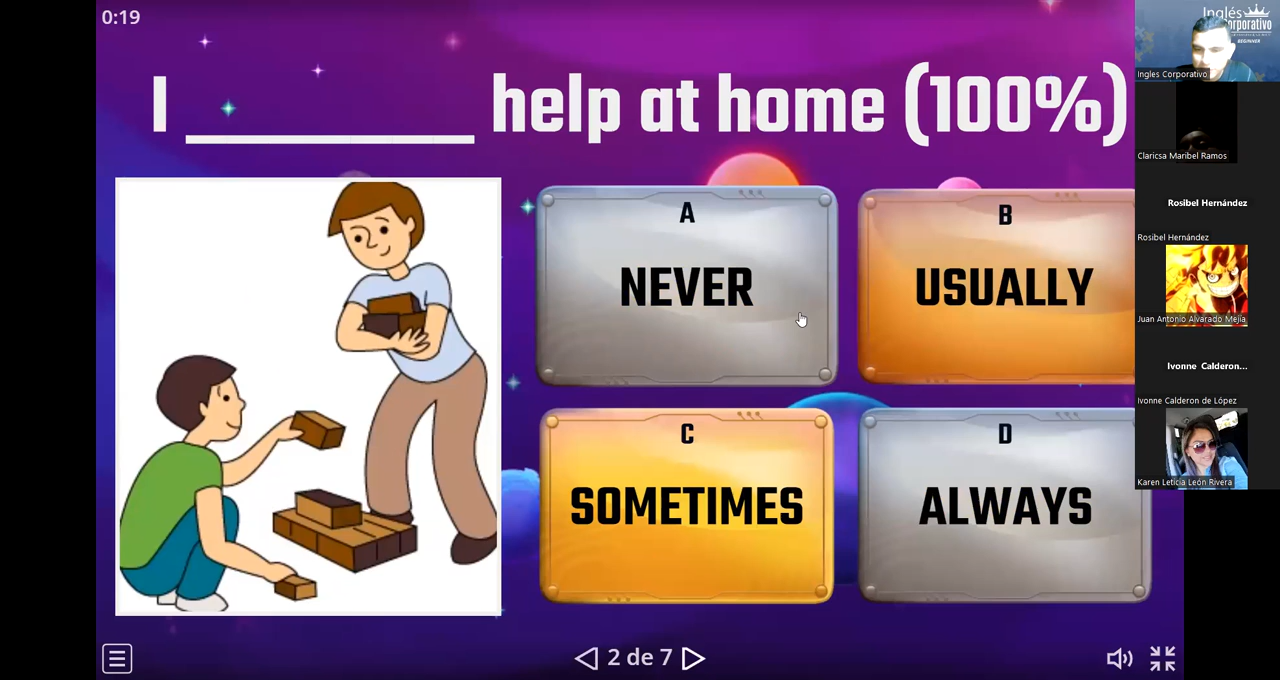 0:19
I ____________ help at home (100%)
A
NEVER
B
USUALLY
C
SOMETIMES
D
ALWAYS
2 de 7
Inglés
Corporativo
BEGINNER
Ingles Corporativo
Claricsa Maribel Ramos
Rosibel Hernández
Rosibel Hernández
Juan Antonio Alvarado Mejía
Ivonne Calderon...
Ivonne Calderon de López
Karen Leticia León Rivera